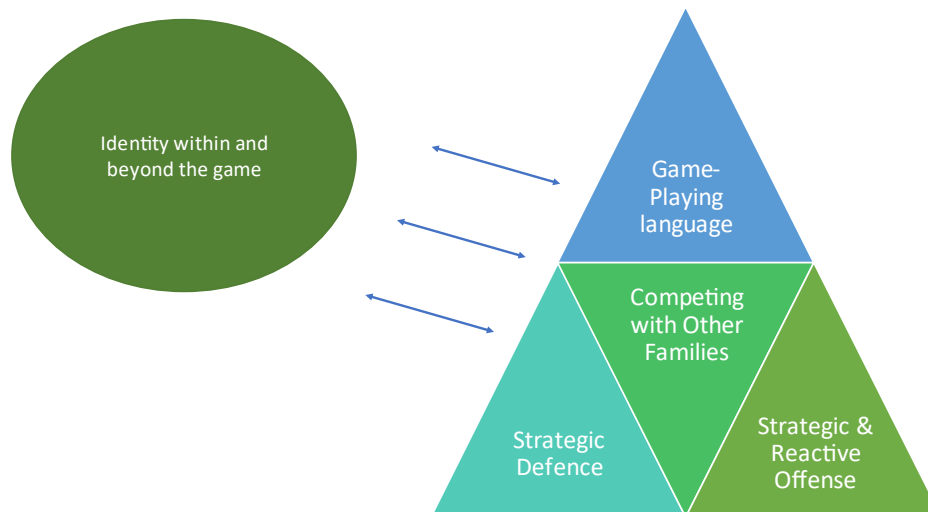 Identity within and
beyond the game
Game-
Playing
language
Competing
with Other
Families
Strategic
Defence
Strategic &
Reactive
Offense